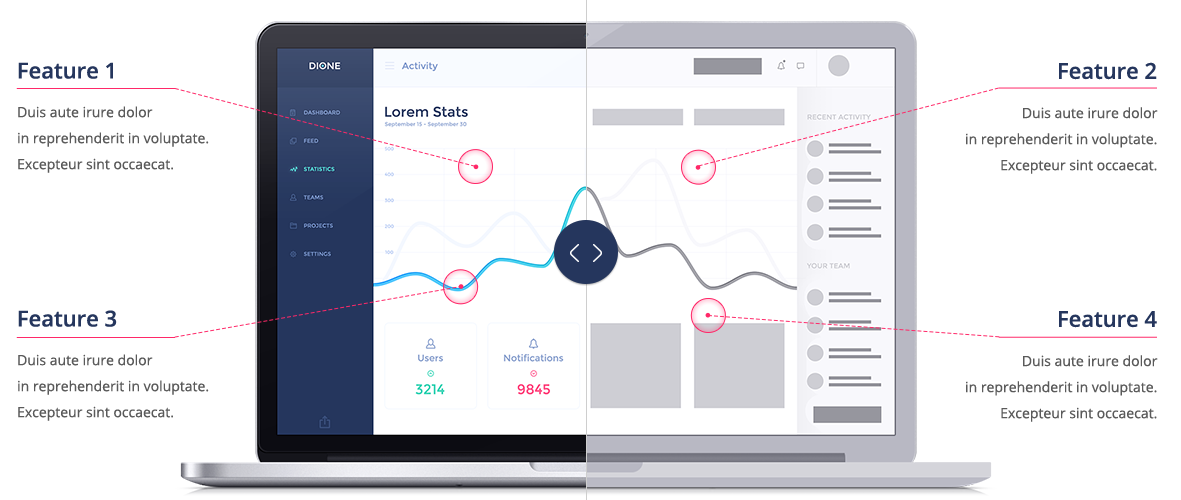 Feature 1
Duis aute irure dolor
in reprehenderit in voluptate.
Excepteur sint occaecat.
Feature 3
Duis aute irure dolor
in reprehenderit in voluptate.
Excepteur sint occaecat.
DIONE
DASHBOARD
FEED
STATISTICS
TEAMS
PROJECTS
SETTINGS
Activity
Lorem Stats
September 15 - September 30
500
400
300
200
100
Users
3214
Notifications
9845
RECENT ACTIVITY
YOUR TEAM
Feature 2
Duis aute irure dolor
in reprehenderit in voluptate.
Excepteur sint occaecat.
Feature 4
Duis aute irure dolor
in reprehenderit in voluptate.
Excepteur sint occaecat.